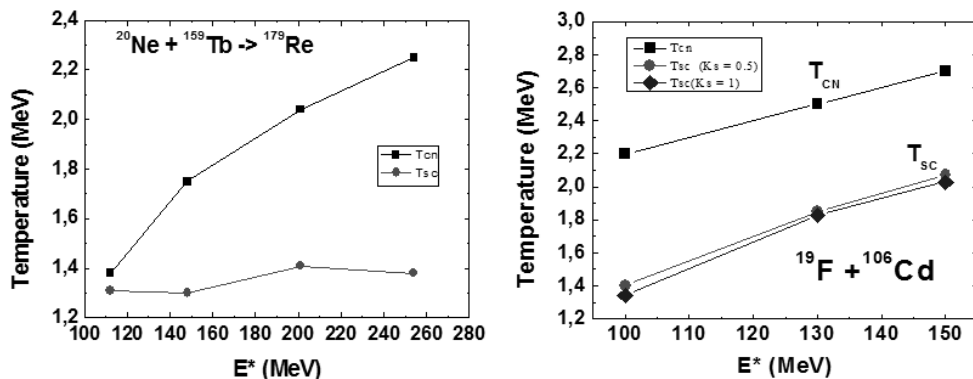 ²⁰Ne + ¹⁵⁹Tb -> ¹⁷⁹Re
Temperature (MeV)
2,4
2,2
2,0
1,8
1,6
1,4
1,2
Tcn
Tsc
100 120 140 160 180 200 220 240 260 280
E* (MeV)
Temperature (MeV)
3,0
2,8
2,6
2,4
2,2
2,0
1,8
1,6
1,4
1,2
Tcn
Tsc (Ks = 0.5)
Tsc(Ks = 1)
T_CN
T_SC
¹⁹F + ¹⁰⁶Cd
100 110 120 130 140 150
E* (MeV)